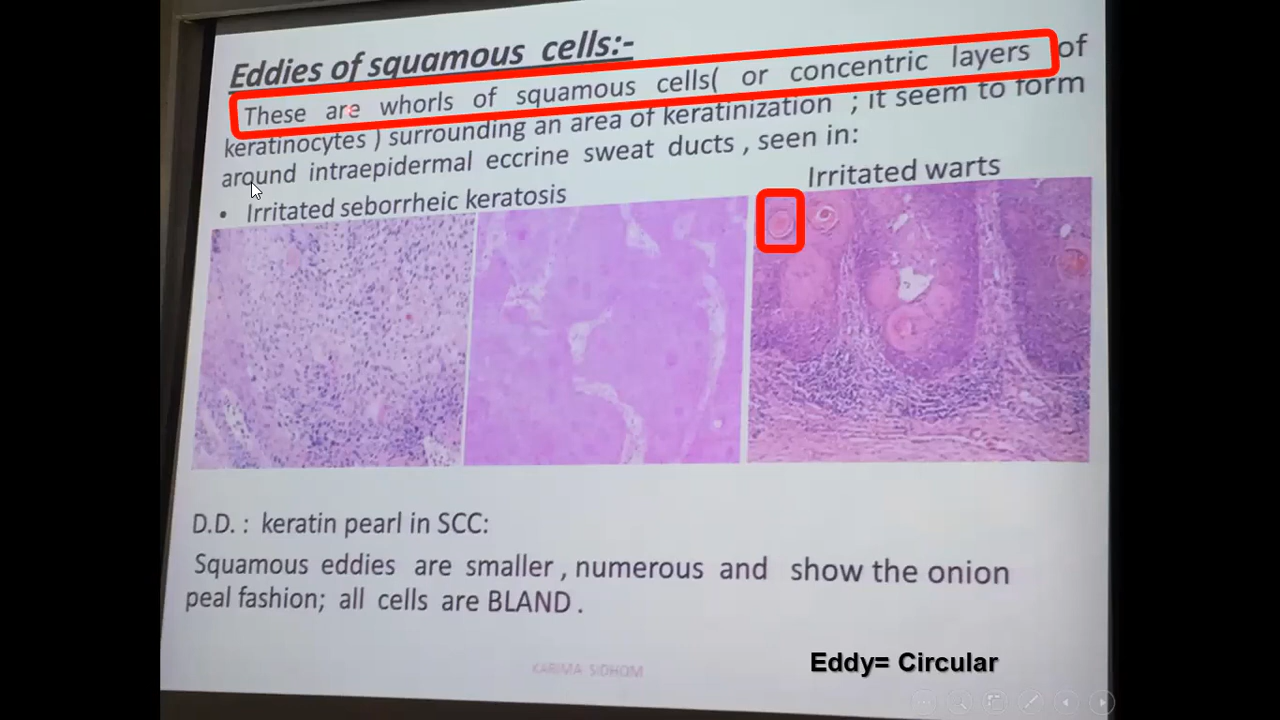 Eddies of squamous cells:-
These are whorls of squamous cells( or concentric layers of
keratinocytes ) surrounding an area of keratinization ; it seem to form
around intraepidermal eccrine sweat ducts , seen in:
Irritated warts
• Irritated seborrheic keratosis
D.D. : keratin pearl in SCC:
Squamous eddies are smaller , numerous and show the onion
peal fashion; all cells are BLAND .
Eddy= Circular
KARIMA SIDHOM